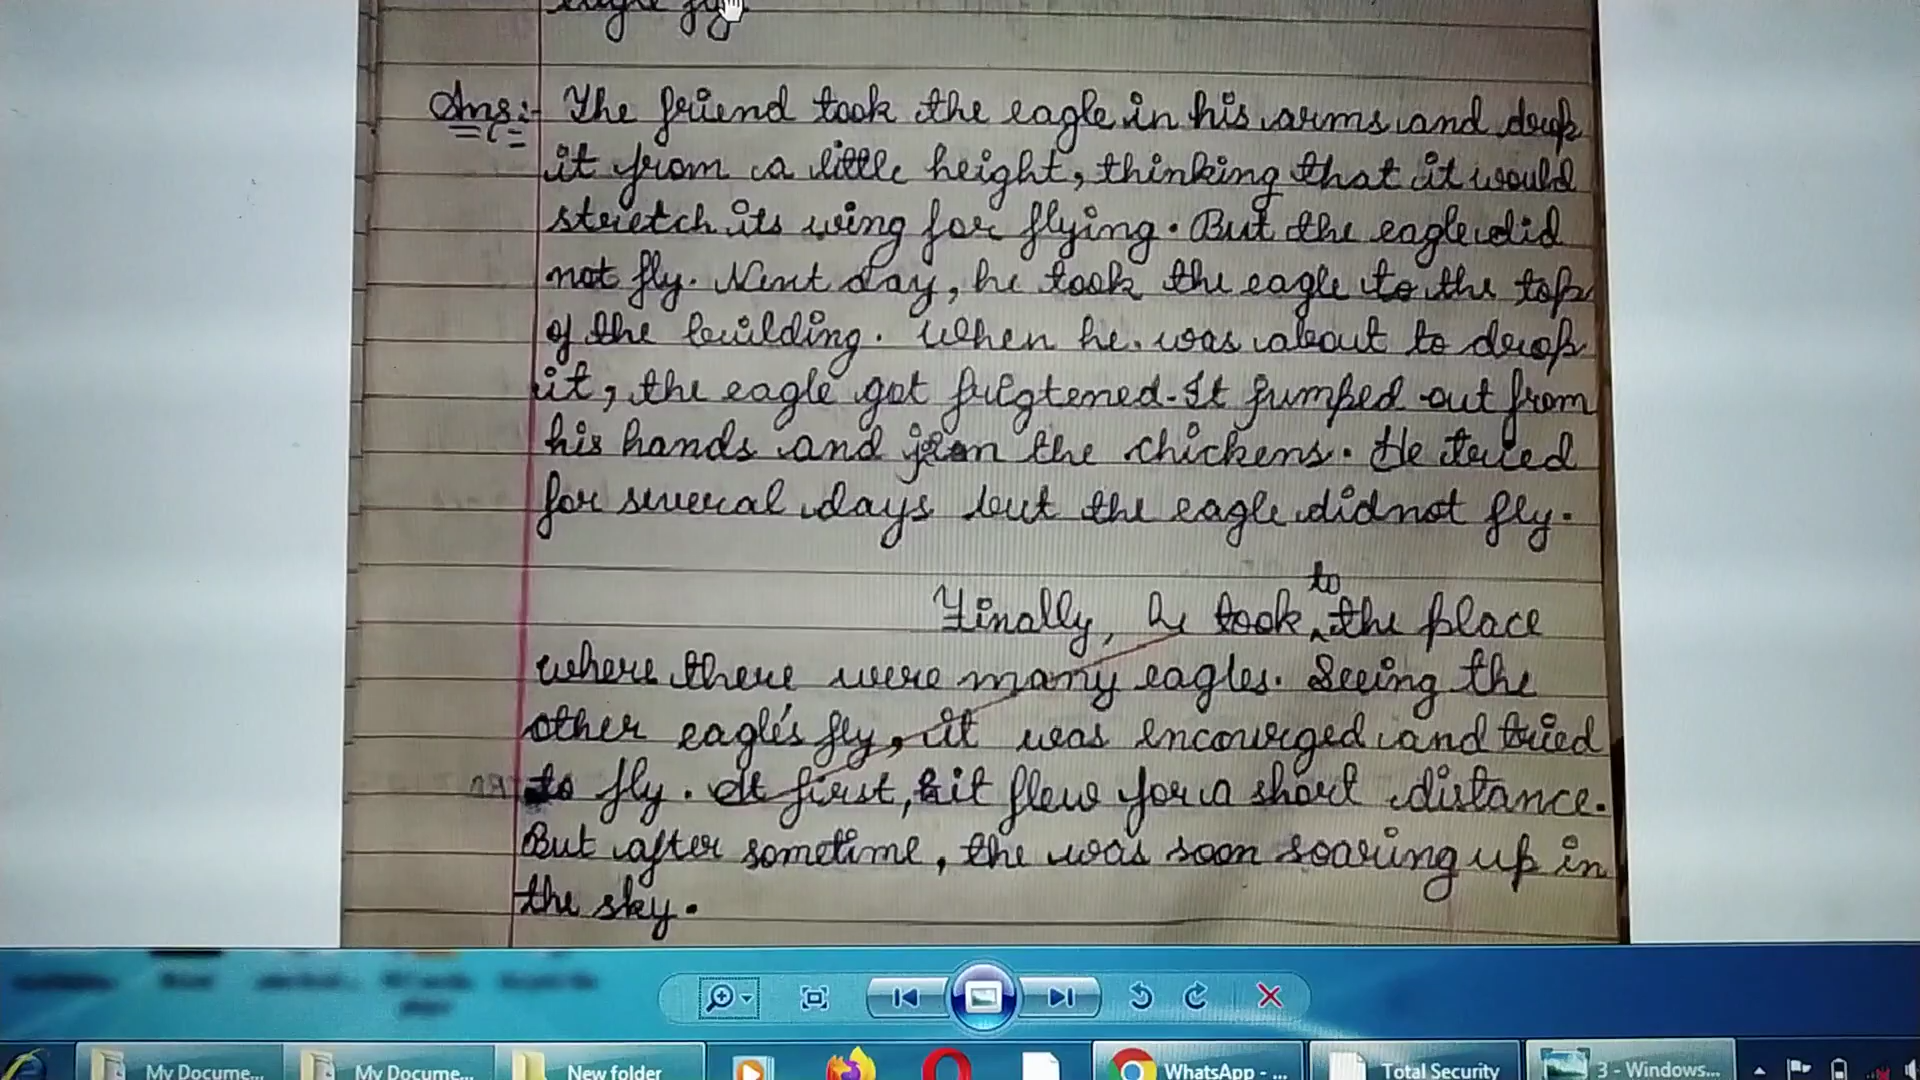 eagle fly
Ans:- The friend took the eagle in his arms and drop
it from a little height, thinking that it would
stretch its wing for flying. But the eagle did
not fly. Next day, he took the eagle to the top
of the building. When he was about to drop
it, the eagle got frigtened. It jumped out from
his hands and join the chickens. He tried
for several days but the eagle did not fly.
Finally, he took to the place
where there were many eagles. Seeing the
other eagle's fly, it was encourged and tried
to fly. At first, it flew for a short distance.
But after sometime, the was soon soaring up in
the sky.
My Docume... My Docume... New folder WhatsApp - ... Total Security 3 - Windows...